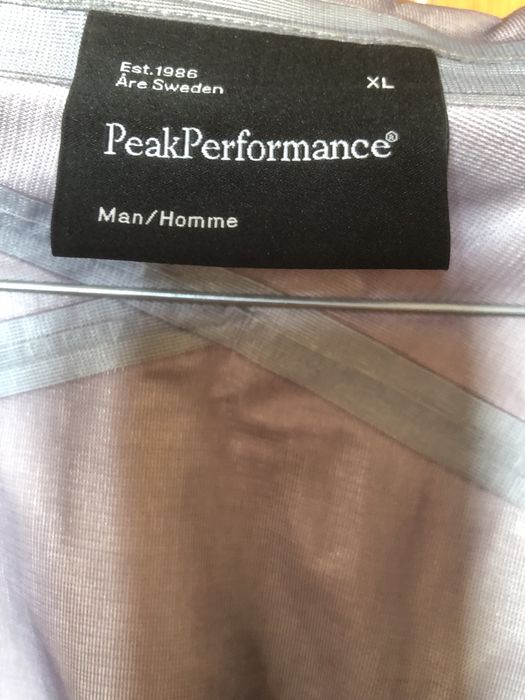 Est.1986
Åre Sweden
XL
PeakPerformance®
Man/Homme